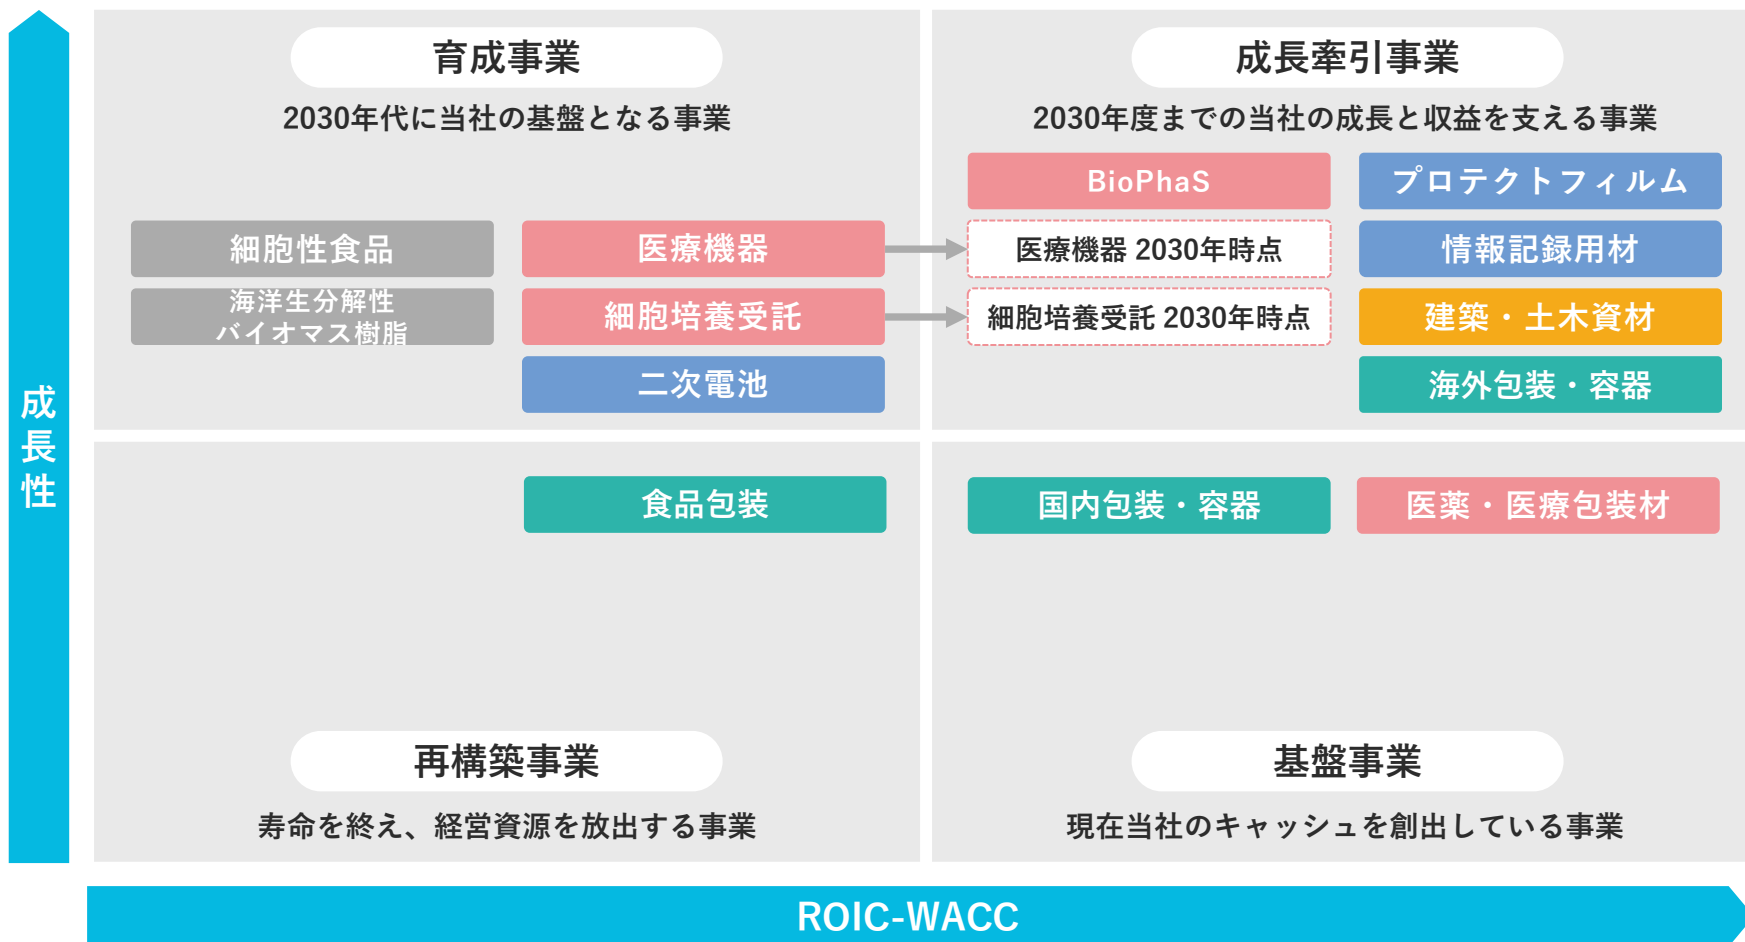 成長性
育成事業
2030年代に当社の基盤となる事業
細胞性食品
医療機器
海洋生分解性
バイオマス樹脂
細胞培養受託
二次電池
成長牽引事業
2030年度までの当社の成長と収益を支える事業
BioPhaS
プロテクトフィルム
医療機器 2030年時点
情報記録用材
細胞培養受託 2030年時点
建築・土木資材
海外包装・容器
食品包装
再構築事業
寿命を終え、経営資源を放出する事業
国内包装・容器
医薬・医療包装材
基盤事業
現在当社のキャッシュを創出している事業
ROIC-WACC